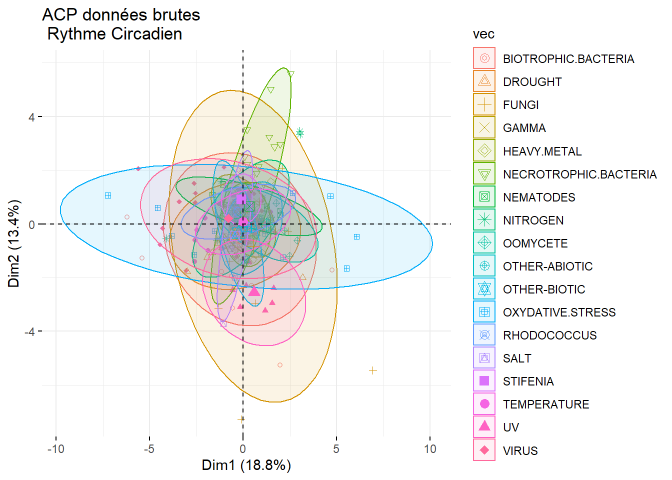 ACP données brutes
Rythme Circadien
vec
BIOTROPHIC.BACTERIA
DROUGHT
FUNGI
GAMMA
HEAVY.METAL
NECROTROPHIC.BACTERIA
NEMATODES
NITROGEN
OOMYCETE
OTHER-ABIOTIC
OTHER-BIOTIC
OXYDATIVE.STRESS
RHODOCOCCUS
SALT
STIFENIA
TEMPERATURE
UV
VIRUS
4
0
-4
Dim2 (13.4%)
-10
-5
0
5
10
Dim1 (18.8%)